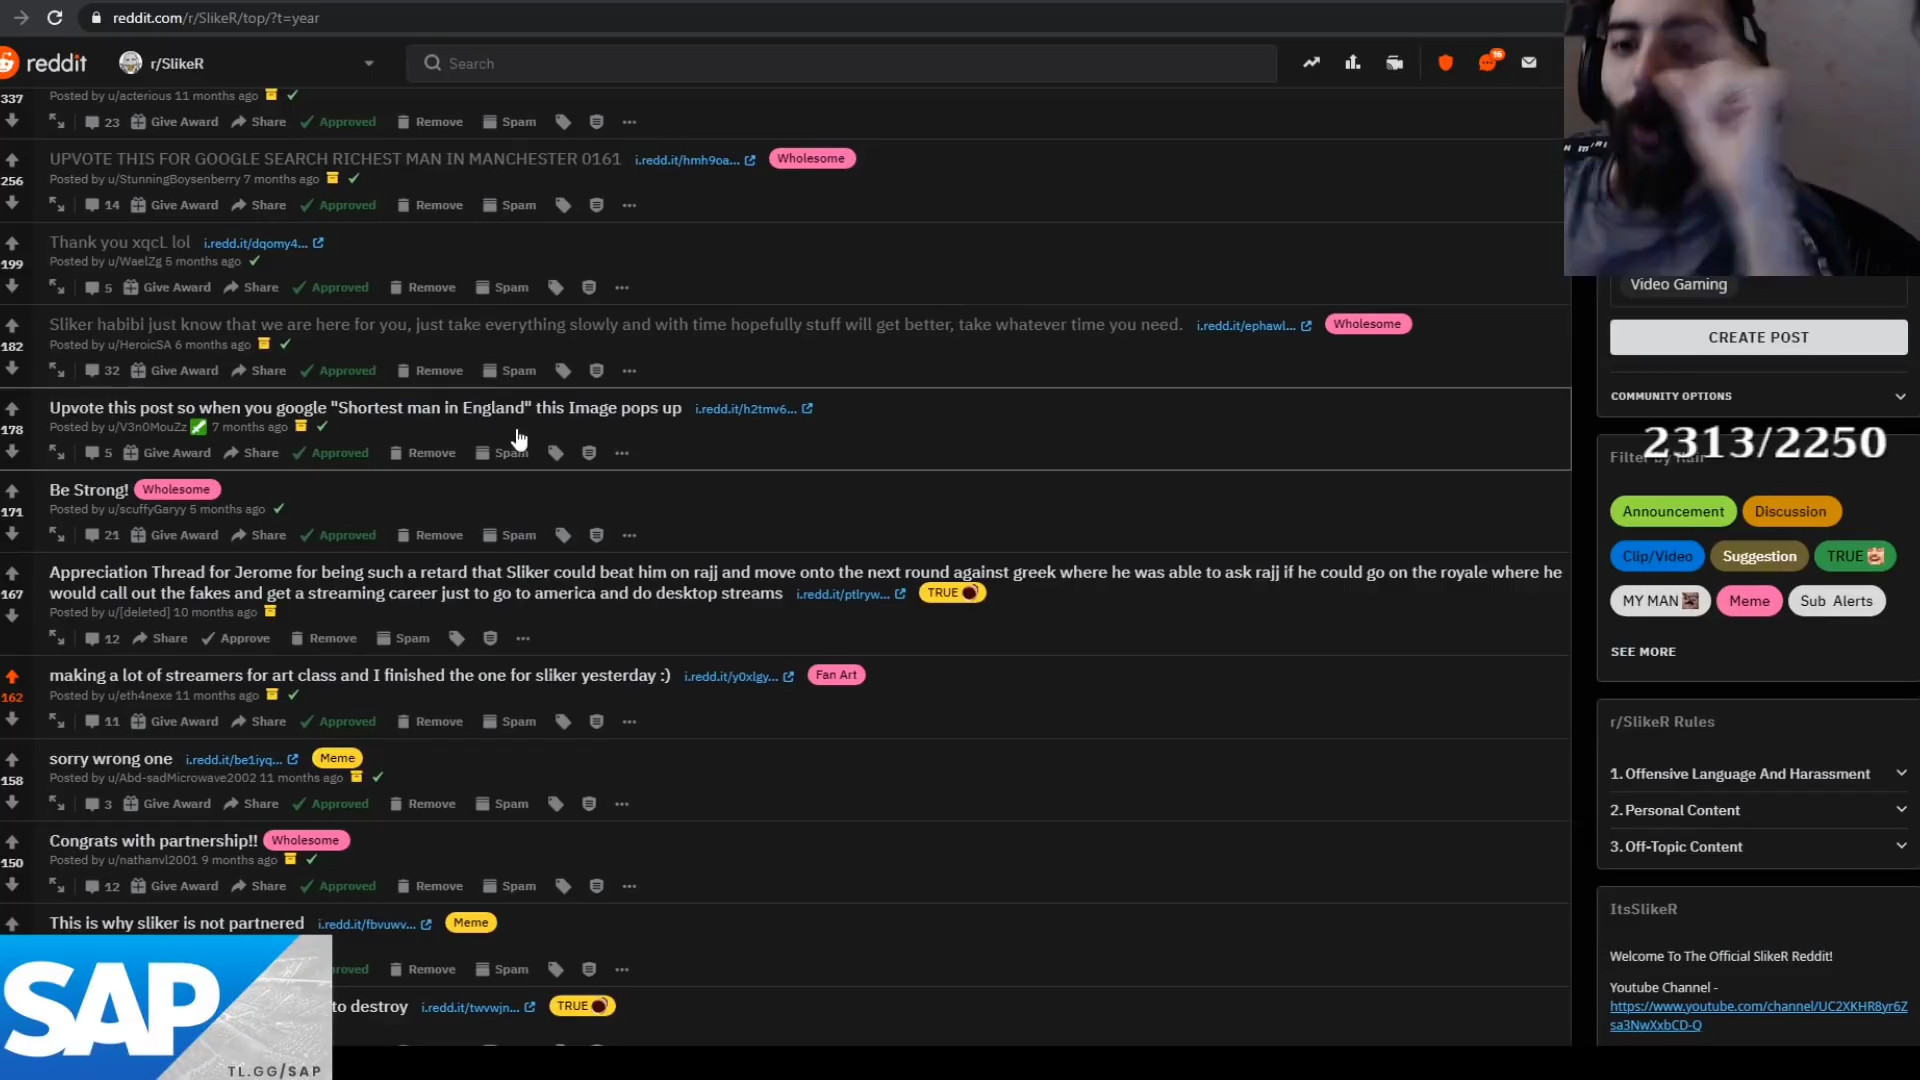 reddit.com/r/SlikeR/top/?t=year
reddit
r/SlikeR
Search
16
337
Posted by u/acterious 11 months ago
23 Give Award Share Approved Remove Spam
UPVOTE THIS FOR GOOGLE SEARCH RICHEST MAN IN MANCHESTER 0161 i.redd.it/hmh9oa... Wholesome
256
Posted by u/StunningBoysenberry 7 months ago
14 Give Award Share Approved Remove Spam
Thank you xqcL lol i.redd.it/dqomy4...
199
Posted by u/WaelZg 5 months ago
5 Give Award Share Approved Remove Spam
Sliker habibi just know that we are here for you, just take everything slowly and with time hopefully stuff will get better, take whatever time you need. i.redd.it/ephawl... Wholesome
182
Posted by u/HeroicSA 6 months ago
32 Give Award Share Approved Remove Spam
Upvote this post so when you google "Shortest man in England" this Image pops up i.redd.it/h2tmv6...
178
Posted by u/V3n0MouZz 7 months ago
5 Give Award Share Approved Remove Spam
Be Strong! Wholesome
171
Posted by u/scuffyGaryy 5 months ago
21 Give Award Share Approved Remove Spam
Appreciation Thread for Jerome for being such a retard that Sliker could beat him on rajj and move onto the next round against greek where he was able to ask rajj if he could go on the royale where he
167
would call out the fakes and get a streaming career just to go to america and do desktop streams i.redd.it/ptlryw... TRUE
Posted by u/[deleted] 10 months ago
12 Share Approve Remove Spam
making a lot of streamers for art class and I finished the one for sliker yesterday :) i.redd.it/y0xlgy... Fan Art
162
Posted by u/eth4nexe 11 months ago
11 Give Award Share Approved Remove Spam
sorry wrong one i.redd.it/be1iyq... Meme
158
Posted by u/Abd-sadMicrowave2002 11 months ago
3 Give Award Share Approved Remove Spam
Congrats with partnership!! Wholesome
150
Posted by u/nathanvl2001 9 months ago
12 Give Award Share Approved Remove Spam
This is why sliker is not partnered i.redd.it/fbvuwv... Meme
roved Remove Spam
to destroy i.redd.it/twvwjn... TRUE
SAP
TL.GG/SAP
Video Gaming
CREATE POST
COMMUNITY OPTIONS
2313/2250
Filter by flair
Announcement Discussion
Clip/Video Suggestion TRUE
MY MAN Meme Sub Alerts
SEE MORE
r/SlikeR Rules
1. Offensive Language And Harassment
2. Personal Content
3. Off-Topic Content
ItsSlikeR
Welcome To The Official SlikeR Reddit!
Youtube Channel -
https://www.youtube.com/channel/UC2XKHR8yr6Z
sa3NwXxbCD-Q